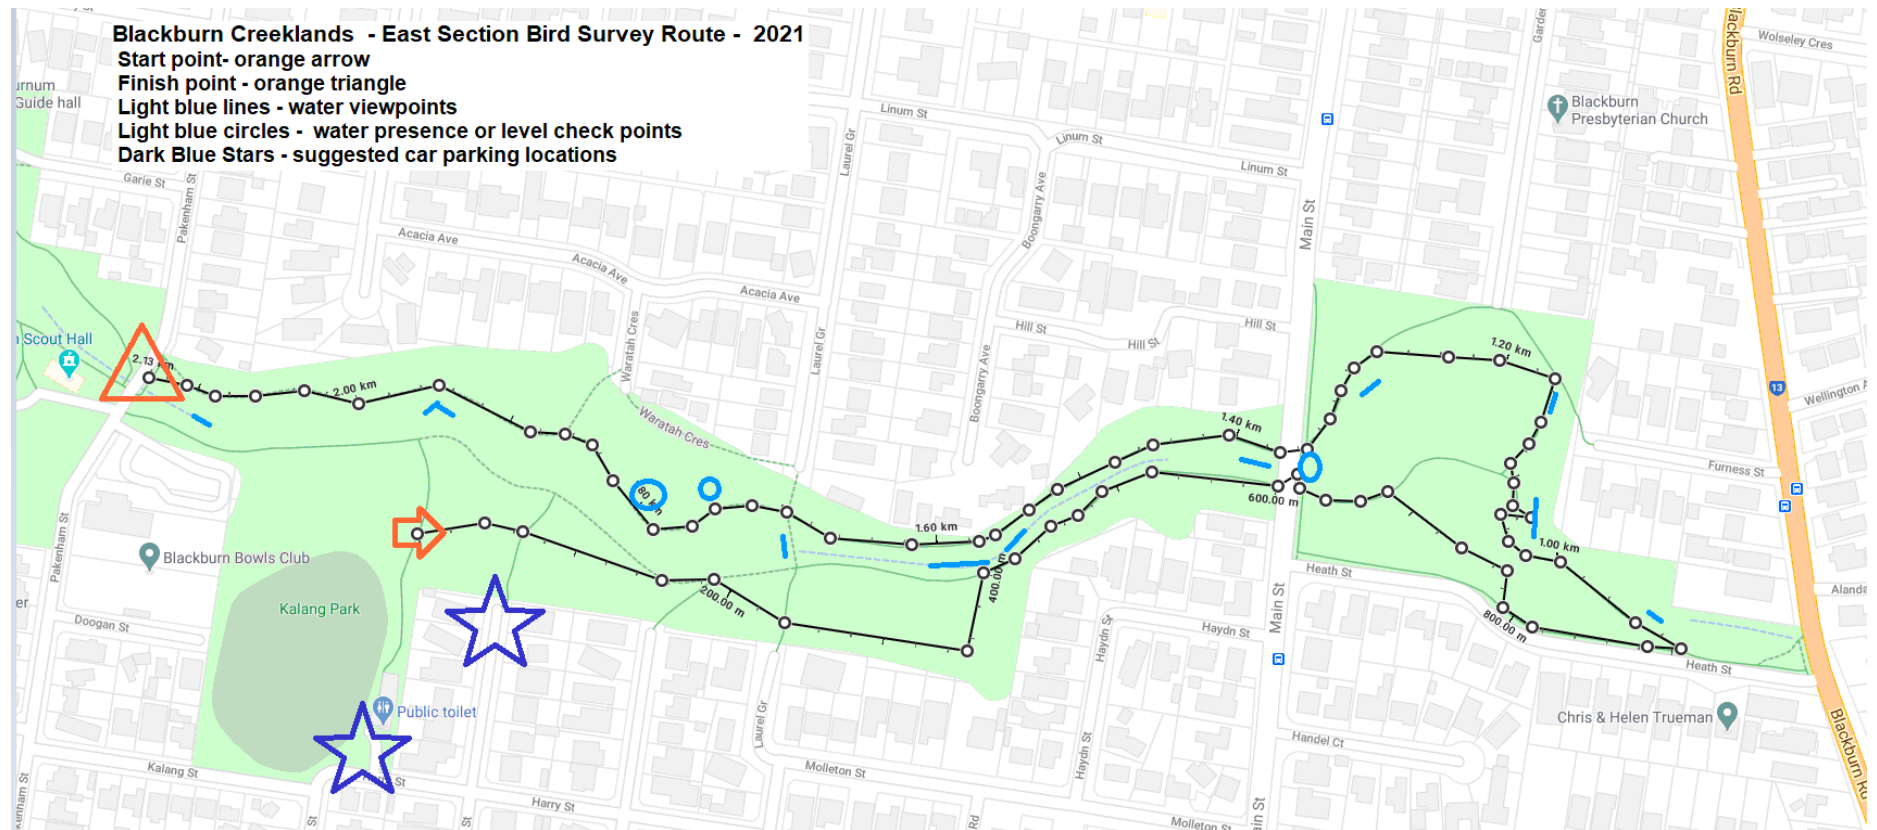 Blackburn Creeklands - East Section Bird Survey Route - 2021
Start point- orange arrow
Finish point - orange triangle
Light blue lines - water viewpoints
Light blue circles - water presence or level check points
Dark Blue Stars - suggested car parking locations
Guide hall
Garie St
Pakenham St
Acacia Ave
Acacia Ave
Acacia Ave
Laurel Gr
Linum St
Linum St
Linum St
Boongarry Ave
Main St
Blackburn
Presbyterian Church
Blackburn Rd
Wolseley Cres
13
Scout Hall
2.13 km
2.00 km
Waratah Cres
Waratah Cres
Laurel Gr
Boongarry Ave
Hill St
Hill St
Hill St
1.20 km
1.40 km
Wellington
Furness St
600.00 m
1.60 km
80 km
400.00 m
200.00 m
1.00 km
800.00 m
Pakenham St
Blackburn Bowls Club
Kalang Park
Doogan St
Public toilet
Kalang St
Harry St
Laurel Gr
Molleton St
Haydn St
Haydn St
Haydn St
Main St
Heath St
Heath St
Handel Ct
Chris & Helen Trueman
Molleton St
Blackburn Rd